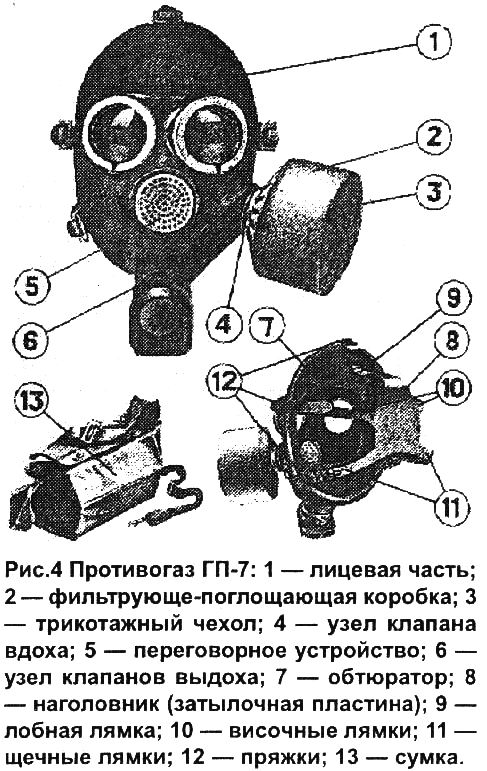 1
2
3
5
6
4
7
9
8
12
10
13
11
Рис.4 Противогаз ГП-7: 1 — лицевая часть;
2 — фильтрующе-поглощающая коробка; 3
— трикотажный чехол; 4 — узел клапана
вдоха; 5 — переговорное устройство; 6 —
узел клапанов выдоха; 7 — обтюратор; 8
— наголовник (затылочная пластина); 9 —
лобная лямка; 10 — височные лямки; 11 —
щечные лямки; 12 — пряжки; 13 — сумка.